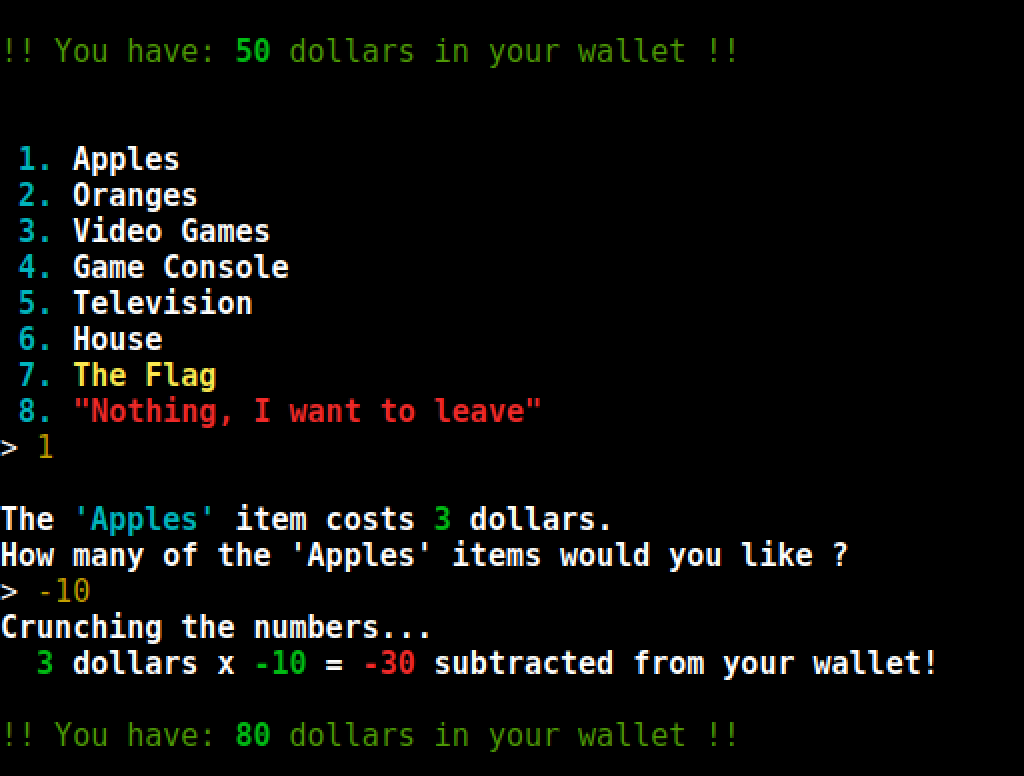 !! You have: 50 dollars in your wallet !!
1. Apples
2. Oranges
3. Video Games
4. Game Console
5. Television
6. House
7. The Flag
8. "Nothing, I want to leave"
> 1
The 'Apples' item costs 3 dollars.
How many of the 'Apples' items would you like ?
> -10
Crunching the numbers...
3 dollars x -10 = -30 subtracted from your wallet!
!! You have: 80 dollars in your wallet !!